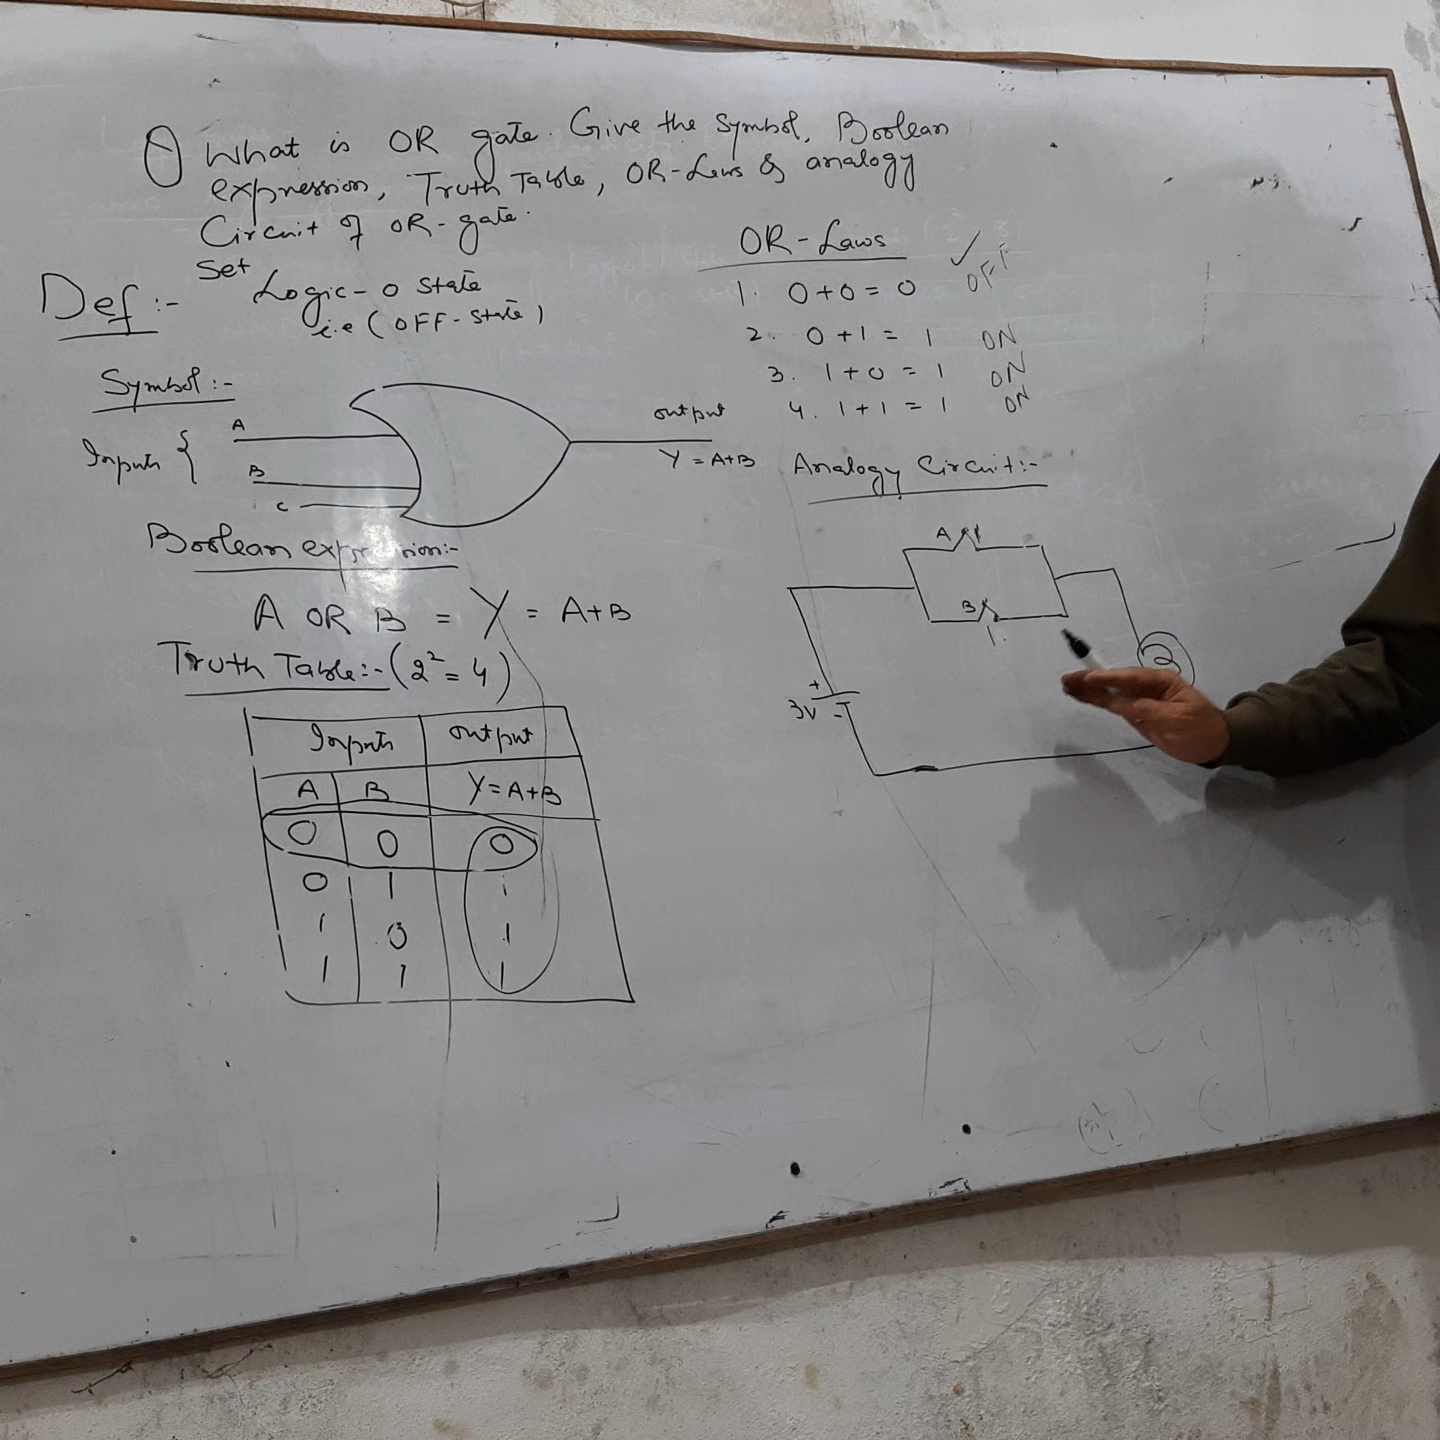 What is OR gate. Give the Symbol, Boolean
expression, Truth Table, OR-Laws & analogy
Circuit of OR-gate.
Def:-
Set Logic-0 state
i.e (OFF-state)
Symbol:-
Inputs
A
B
C
output
Y = A+B
Boolean expression:-
A OR B = Y = A+B
Truth Table:- (2² = 4)
Inputs output
A B Y=A+B
0 0 0
0 1 1
1 0 1
1 1 1
OR-Laws
1. 0+0 = 0 OFF
2. 0+1 = 1 ON
3. 1+0 = 1 ON
4. 1+1 = 1 ON
Analogy Circuit:-
A
B
1.
+
3V -